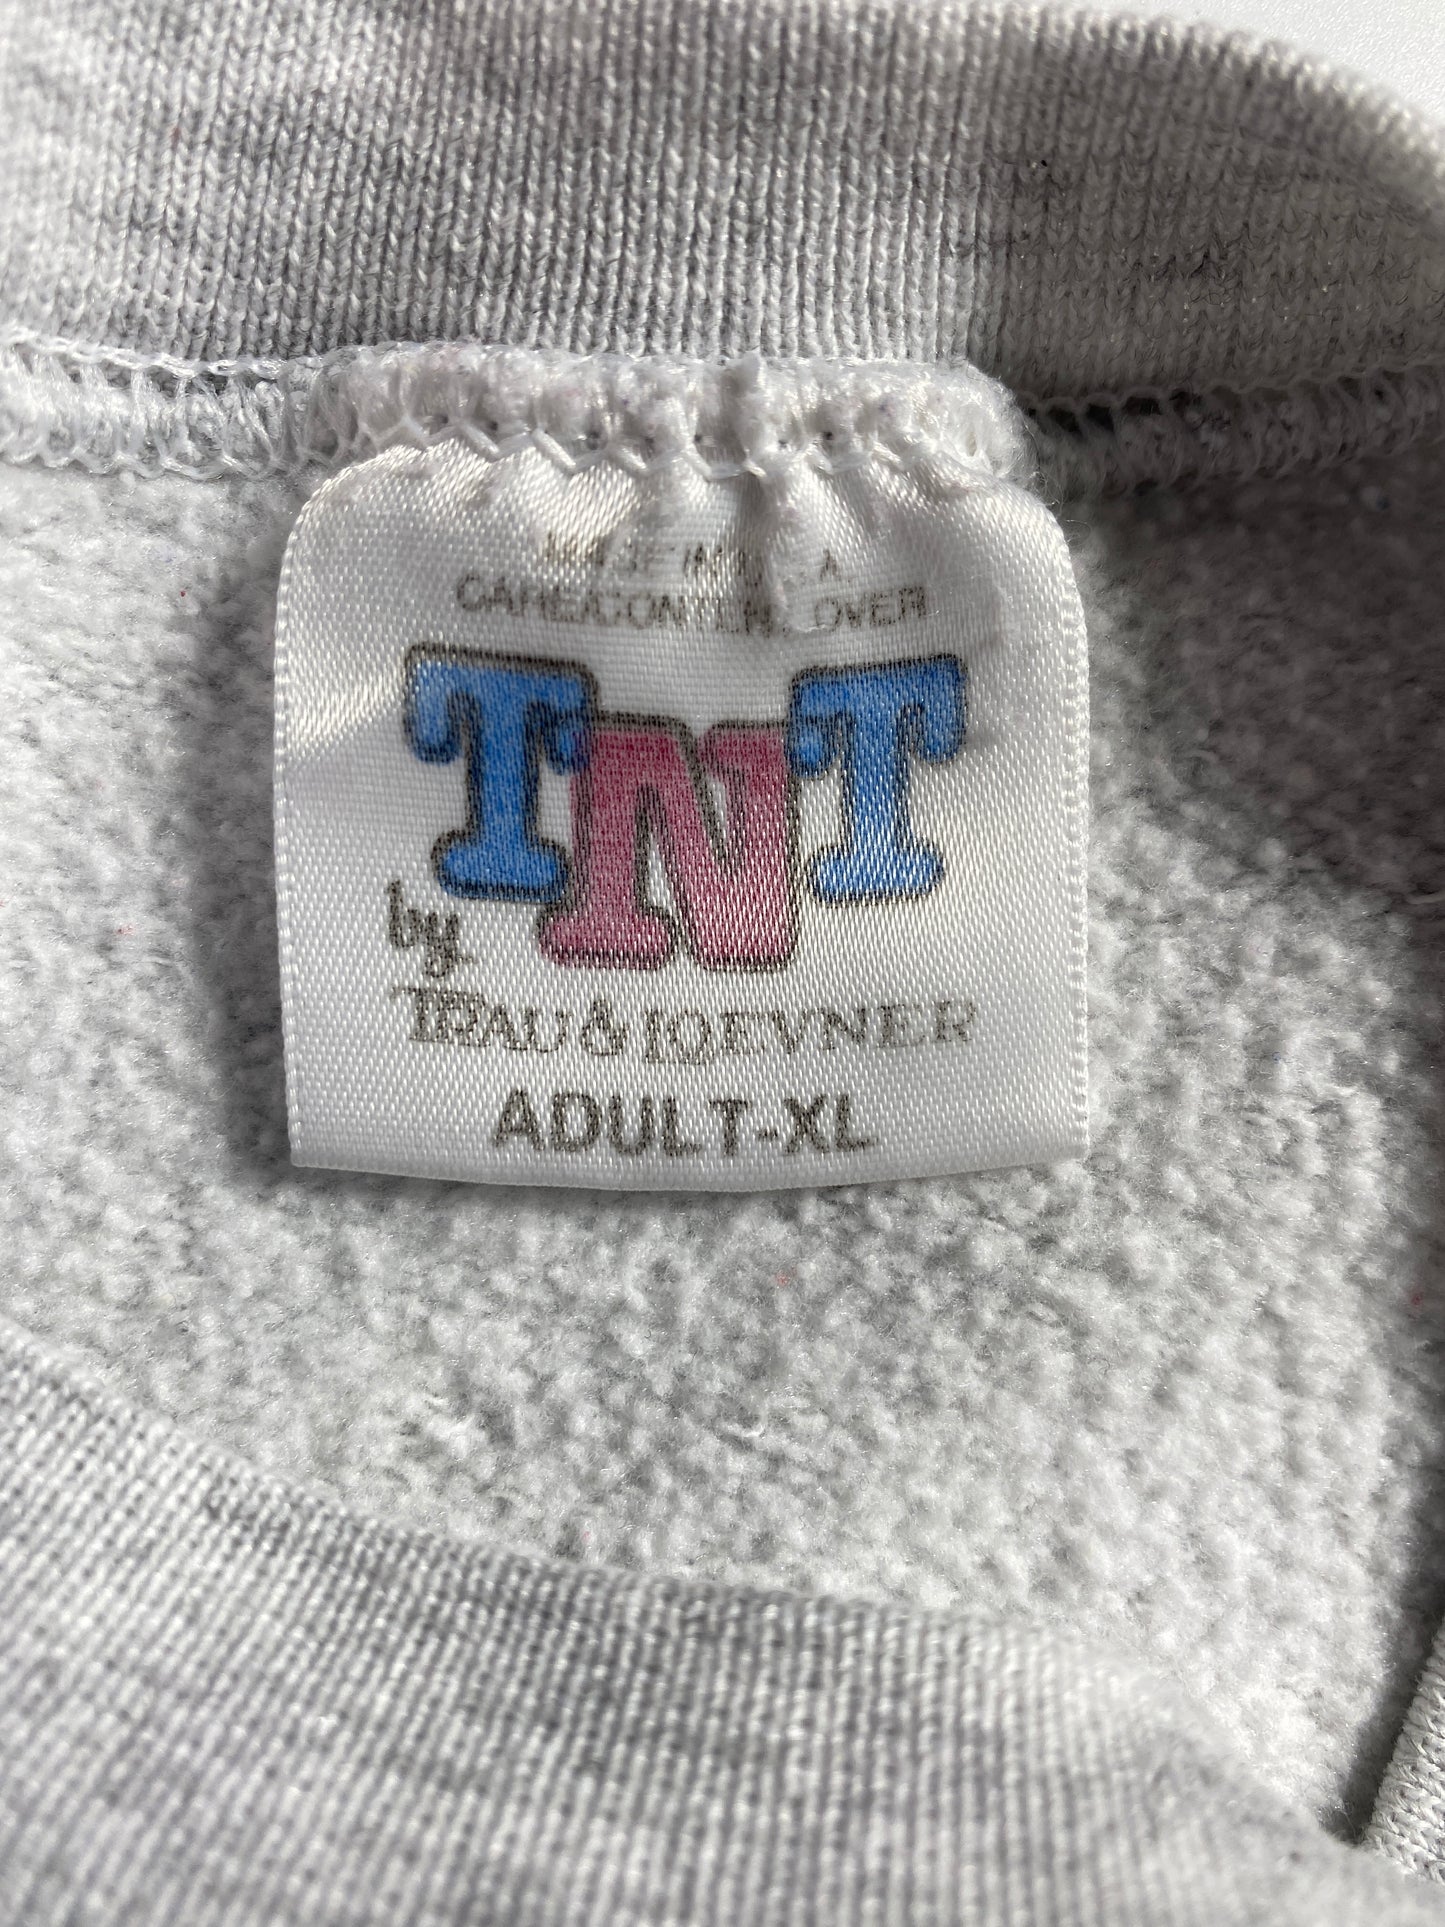 MADE IN U.S.A.
CARE/CONTENT OVER
TNT
by
TRAU & LOEVNER
ADULT-XL